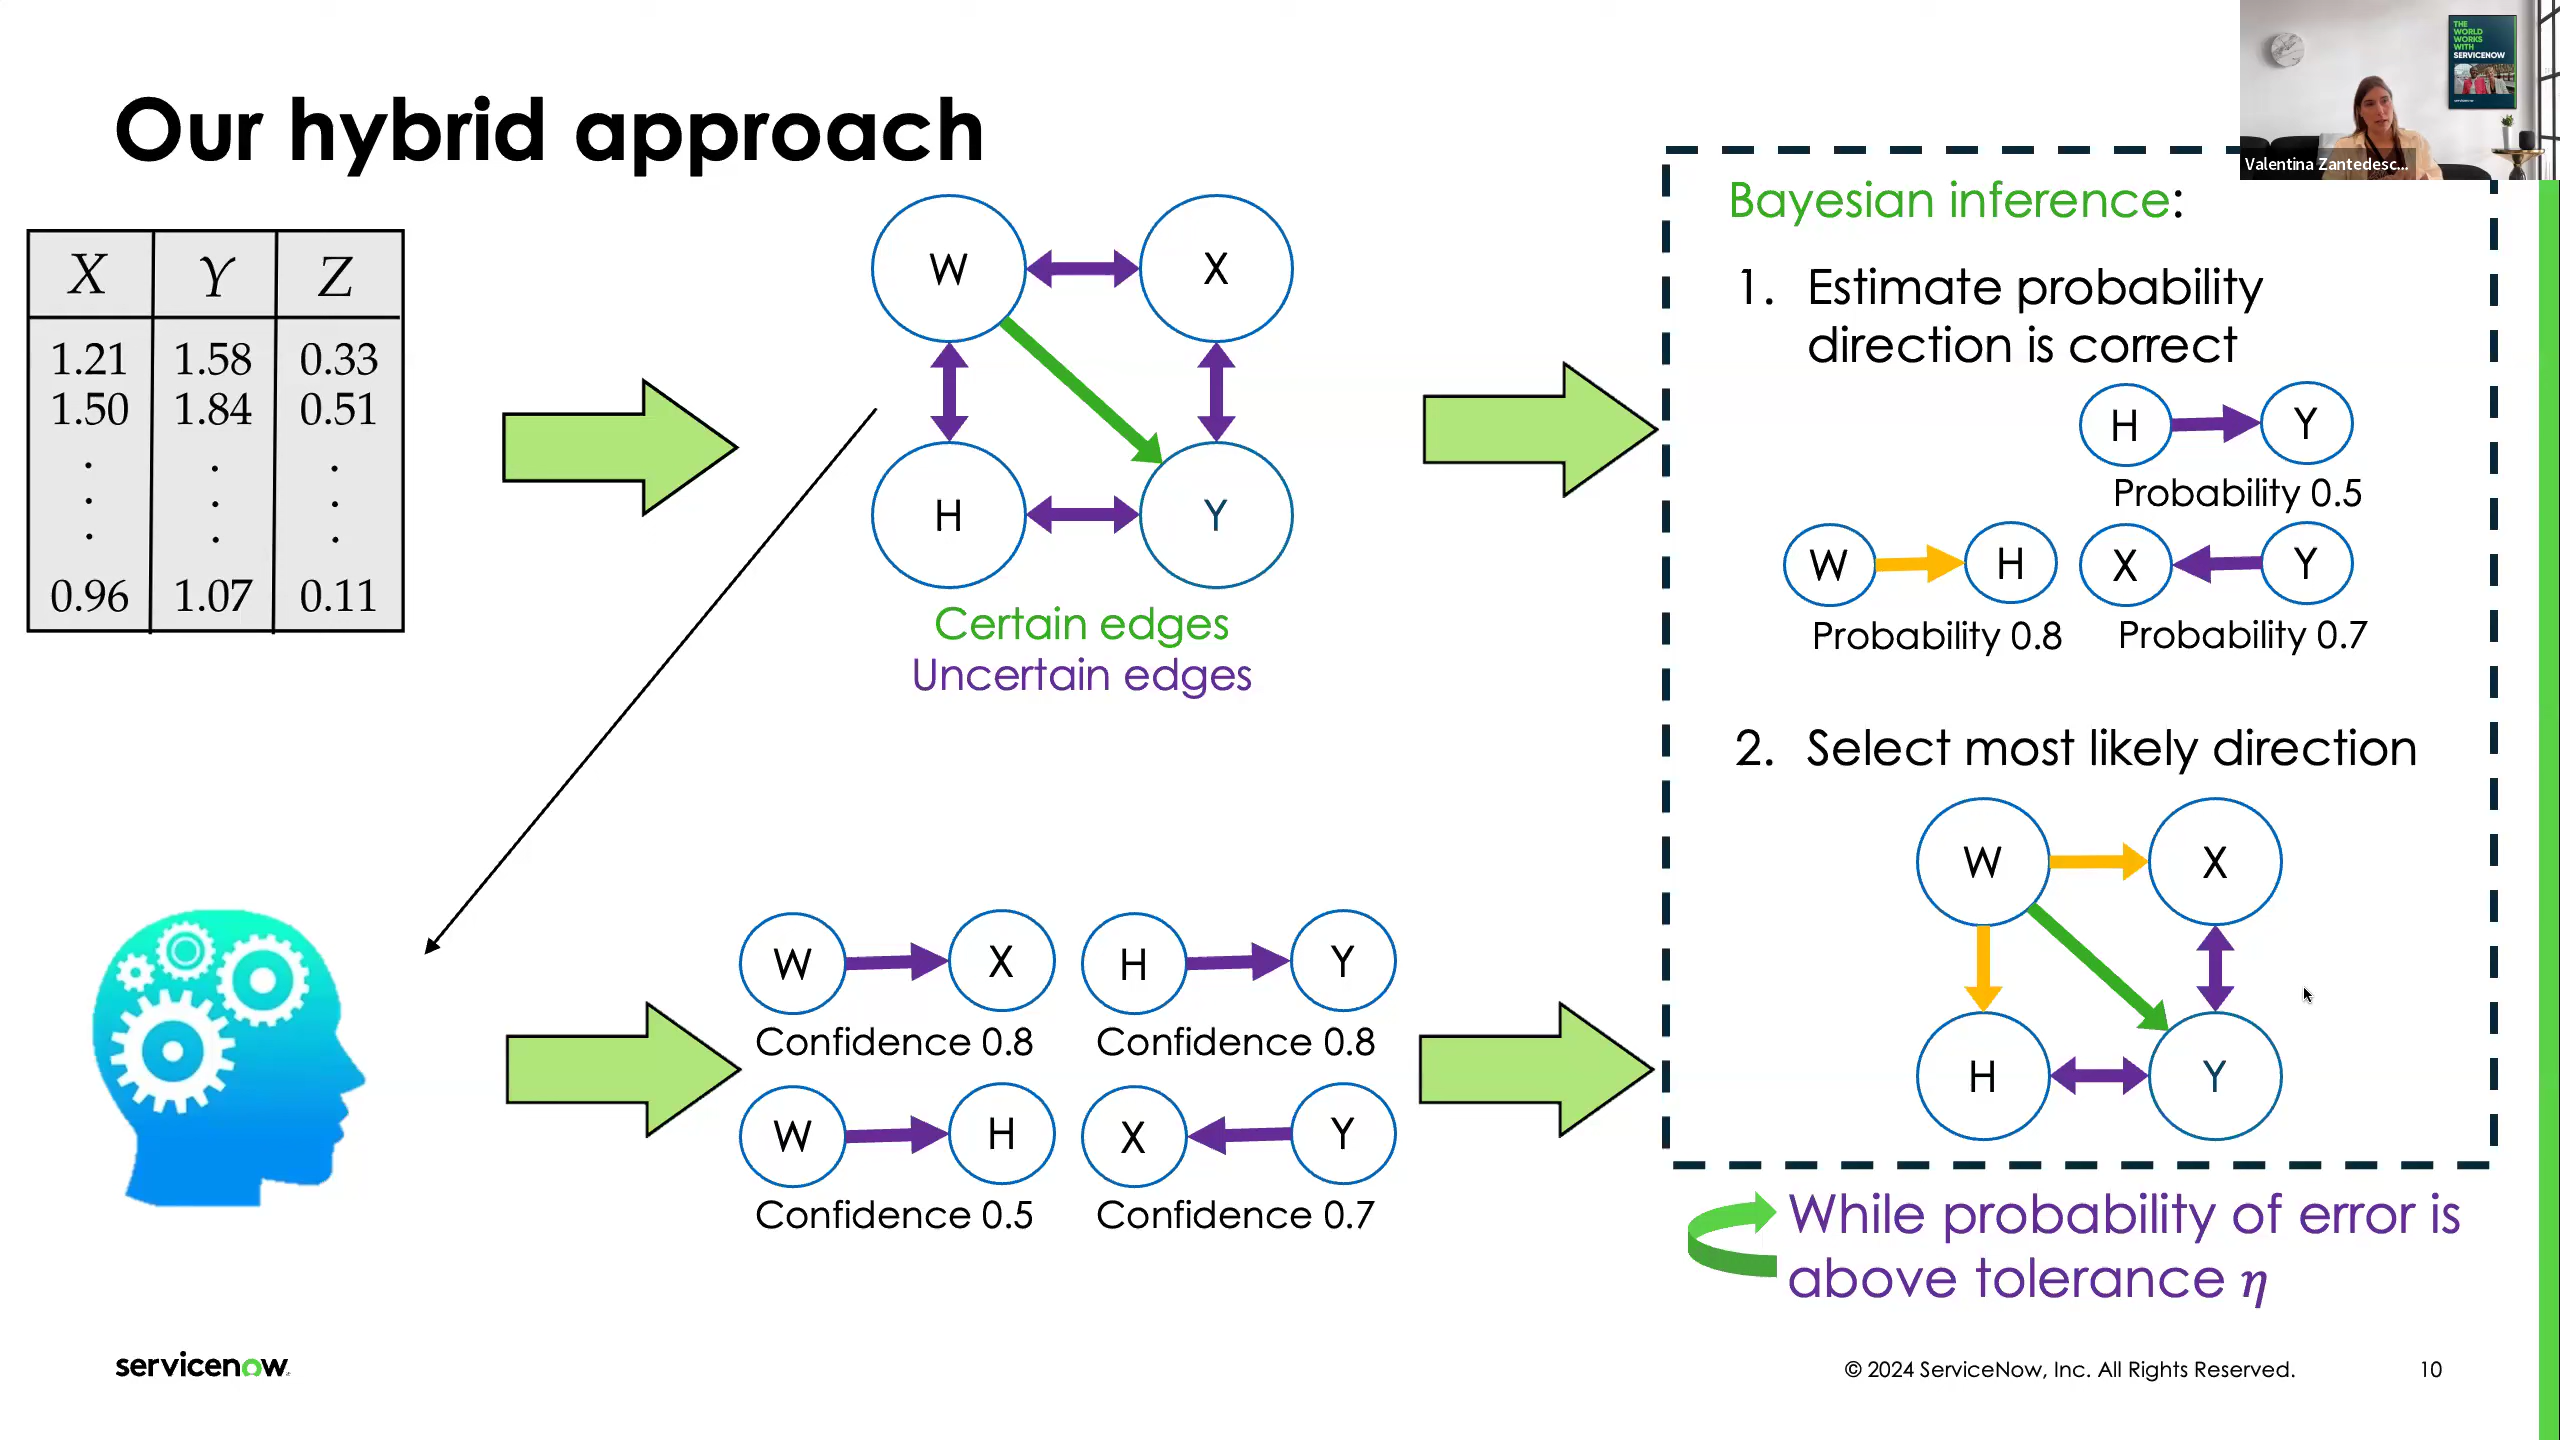 Our hybrid approach
X Y Z
1.21 1.58 0.33
1.50 1.84 0.51
0.96 1.07 0.11
W X
H Y
Certain edges
Uncertain edges
W X H Y
Confidence 0.8 Confidence 0.8
W H X Y
Confidence 0.5 Confidence 0.7
Bayesian inference:
1. Estimate probability
direction is correct
H Y
Probability 0.5
W H X Y
Probability 0.8 Probability 0.7
2. Select most likely direction
W X
H Y
While probability of error is
above tolerance η
THE
WORLD
WORKS
WITH
SERVICENOW
Valentina Zantedesc...
servicenow
© 2024 ServiceNow, Inc. All Rights Reserved.
10